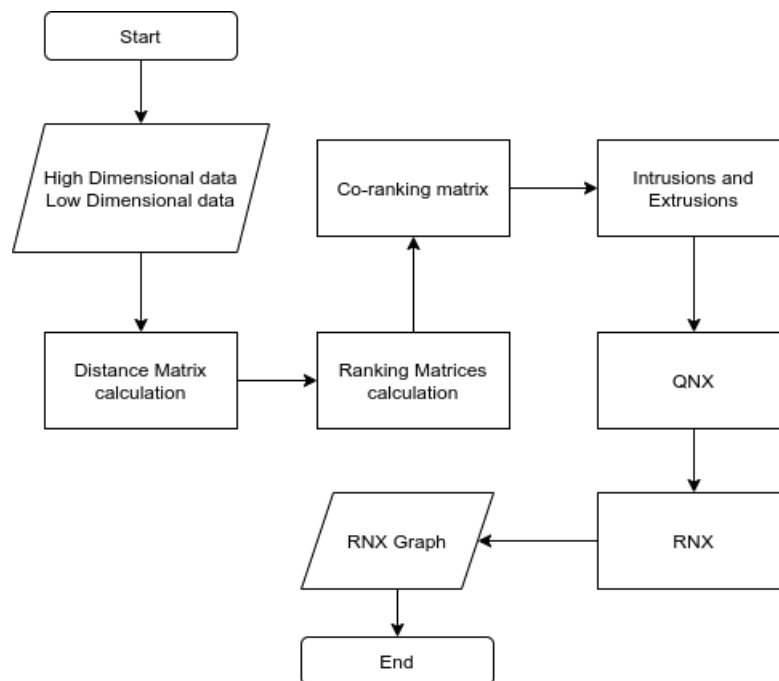 Start
High Dimensional data
Low Dimensional data
Distance Matrix
calculation
Ranking Matrices
calculation
Co-ranking matrix
Intrusions and
Extrusions
QNX
RNX
RNX Graph
End